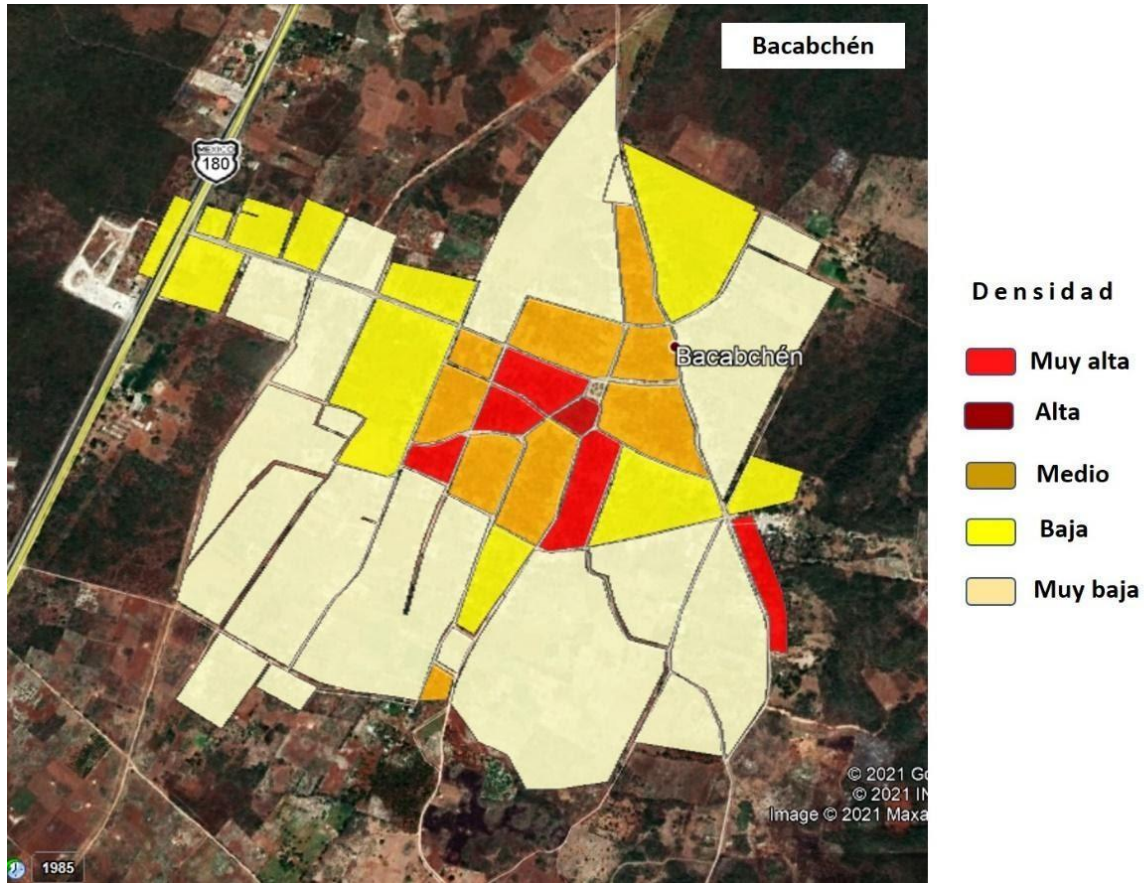 Bacabchén
MEXICO
180
Bacabchén
Densidad
Muy alta
Alta
Medio
Baja
Muy baja
© 2021 Go
© 2021 IN
Image © 2021 Maxa
1985